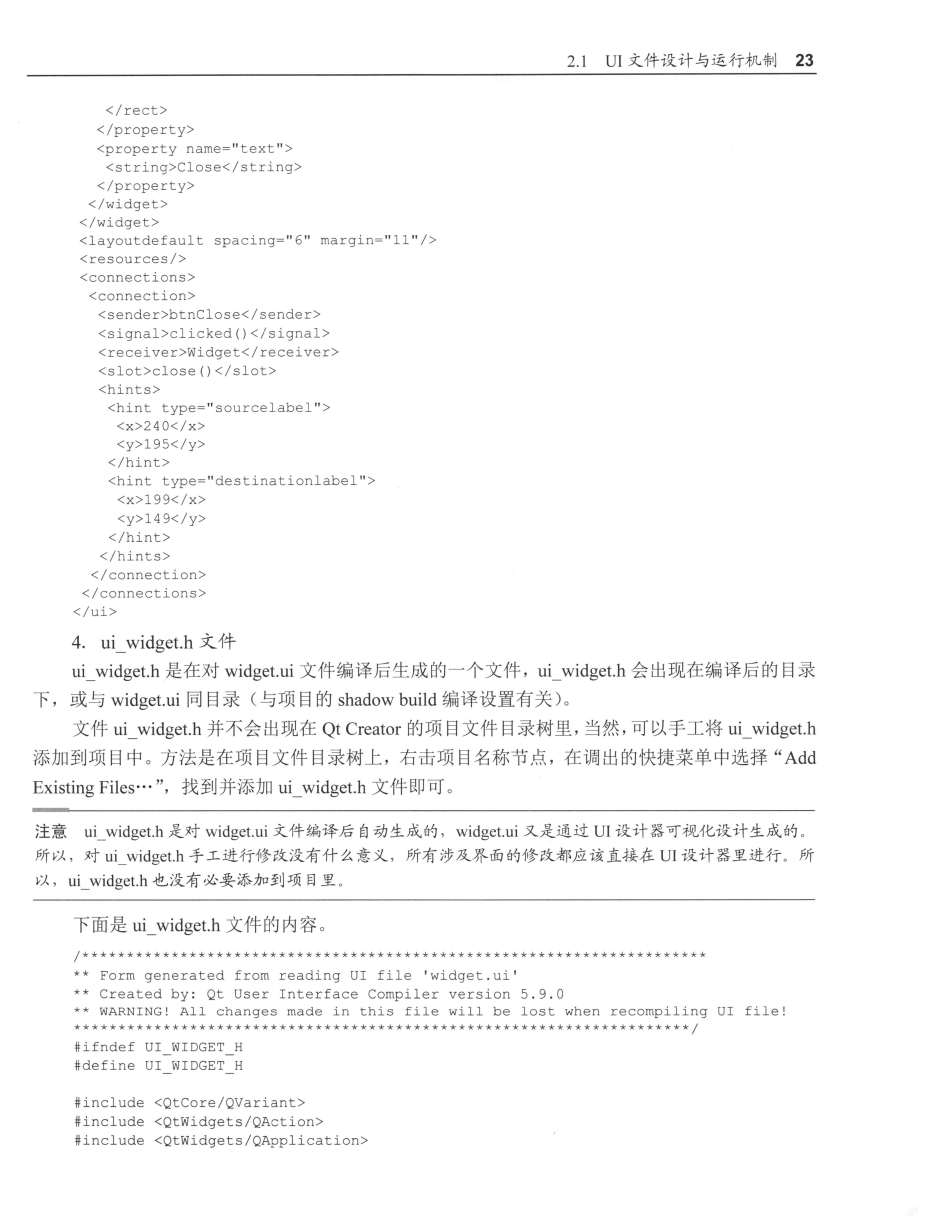 2.1 UI 文件设计与运行机制 23
</rect>
</property>
<property name="text">
<string>Close</string>
</property>
</widget>
</widget>
<layoutdefault spacing="6" margin="11"/>
<resources/>
<connections>
<connection>
<sender>btnClose</sender>
<signal>clicked()</signal>
<receiver>Widget</receiver>
<slot>close()</slot>
<hints>
<hint type="sourcelabel">
<x>240</x>
<y>195</y>
</hint>
<hint type="destinationlabel">
<x>199</x>
<y>149</y>
</hint>
</hints>
</connection>
</connections>
</ui>
4. ui_widget.h 文件
ui_widget.h 是在对 widget.ui 文件编译后生成的一个文件，ui_widget.h 会出现在编译后的目录
下，或与 widget.ui 同目录（与项目的 shadow build 编译设置有关）。
文件 ui_widget.h 并不会出现在 Qt Creator 的项目文件目录树里，当然，可以手工将 ui_widget.h
添加到项目中。方法是在项目文件目录树上，右击项目名称节点，在调出的快捷菜单中选择“Add
Existing Files…”，找到并添加 ui_widget.h 文件即可。
注意 ui_widget.h 是对 widget.ui 文件编译后自动生成的，widget.ui 又是通过 UI 设计器可视化设计生成的。
所以，对 ui_widget.h 手工进行修改没有什么意义，所有涉及界面的修改都应该直接在 UI 设计器里进行。所
以，ui_widget.h 也没有必要添加到项目里。
下面是 ui_widget.h 文件的内容。
/**********************************************************************
** Form generated from reading UI file 'widget.ui'
** Created by: Qt User Interface Compiler version 5.9.0
** WARNING! All changes made in this file will be lost when recompiling UI file!
*********************************************************************/
#ifndef UI_WIDGET_H
#define UI_WIDGET_H
#include <QtCore/QVariant>
#include <QtWidgets/QAction>
#include <QtWidgets/QApplication>